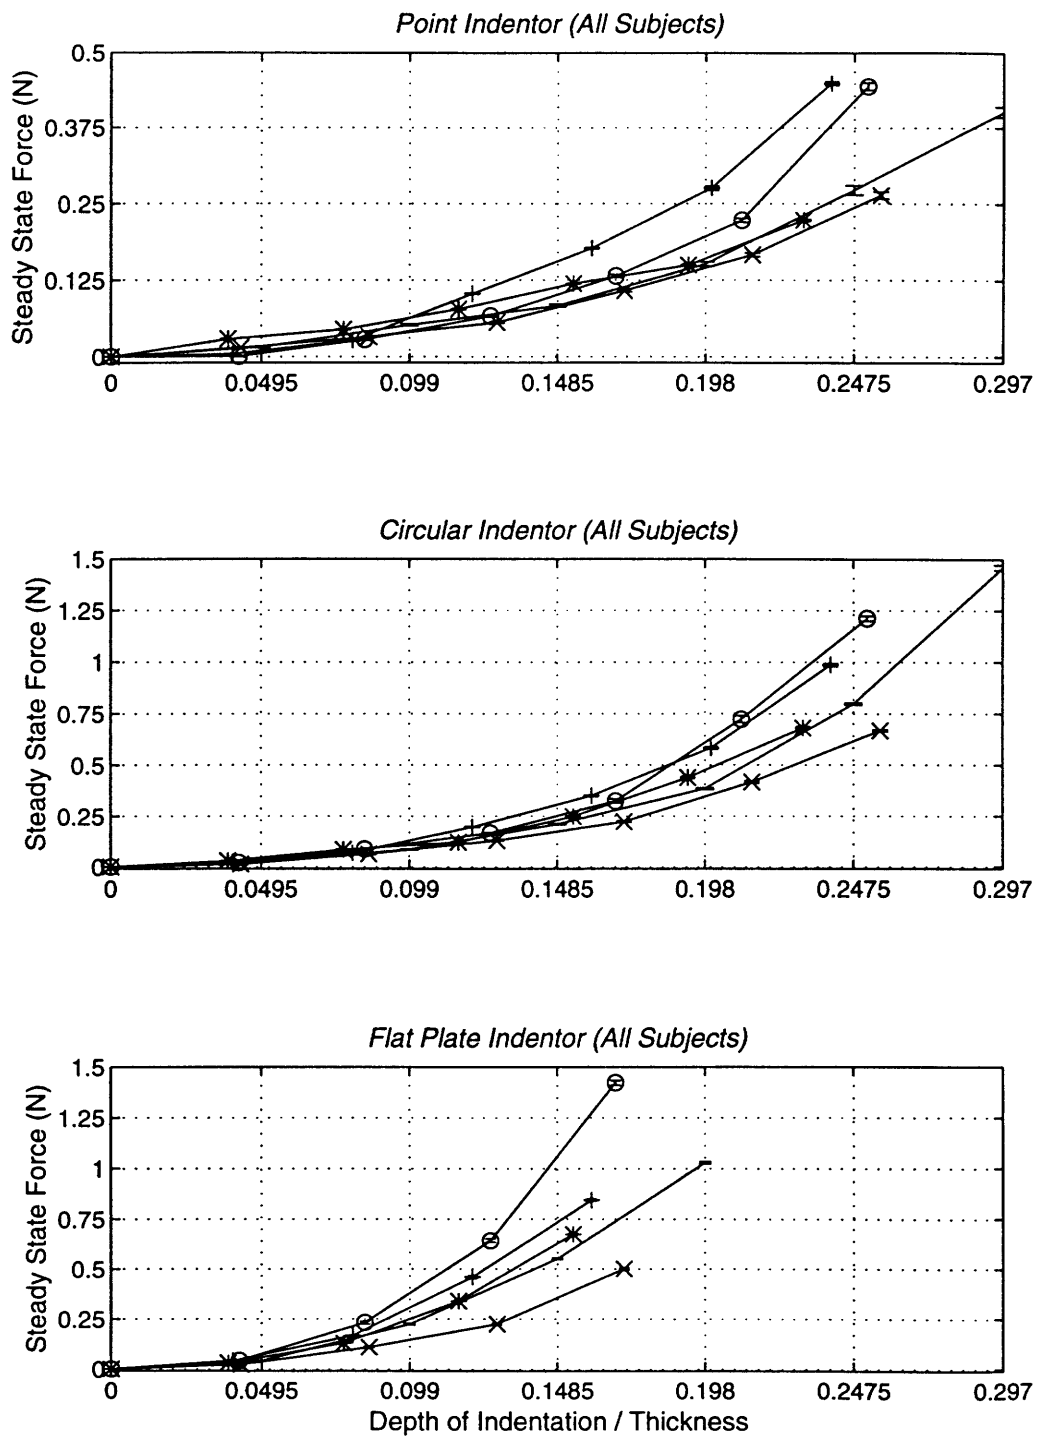 Point Indentor (All Subjects)
Steady State Force (N)
0.5
0.375
0.25
0.125
0
0 0.0495 0.099 0.1485 0.198 0.2475 0.297
Circular Indentor (All Subjects)
Steady State Force (N)
1.5
1.25
1
0.75
0.5
0.25
0
0 0.0495 0.099 0.1485 0.198 0.2475 0.297
Flat Plate Indentor (All Subjects)
Steady State Force (N)
1.5
1.25
1
0.75
0.5
0.25
0
0 0.0495 0.099 0.1485 0.198 0.2475 0.297
Depth of Indentation / Thickness